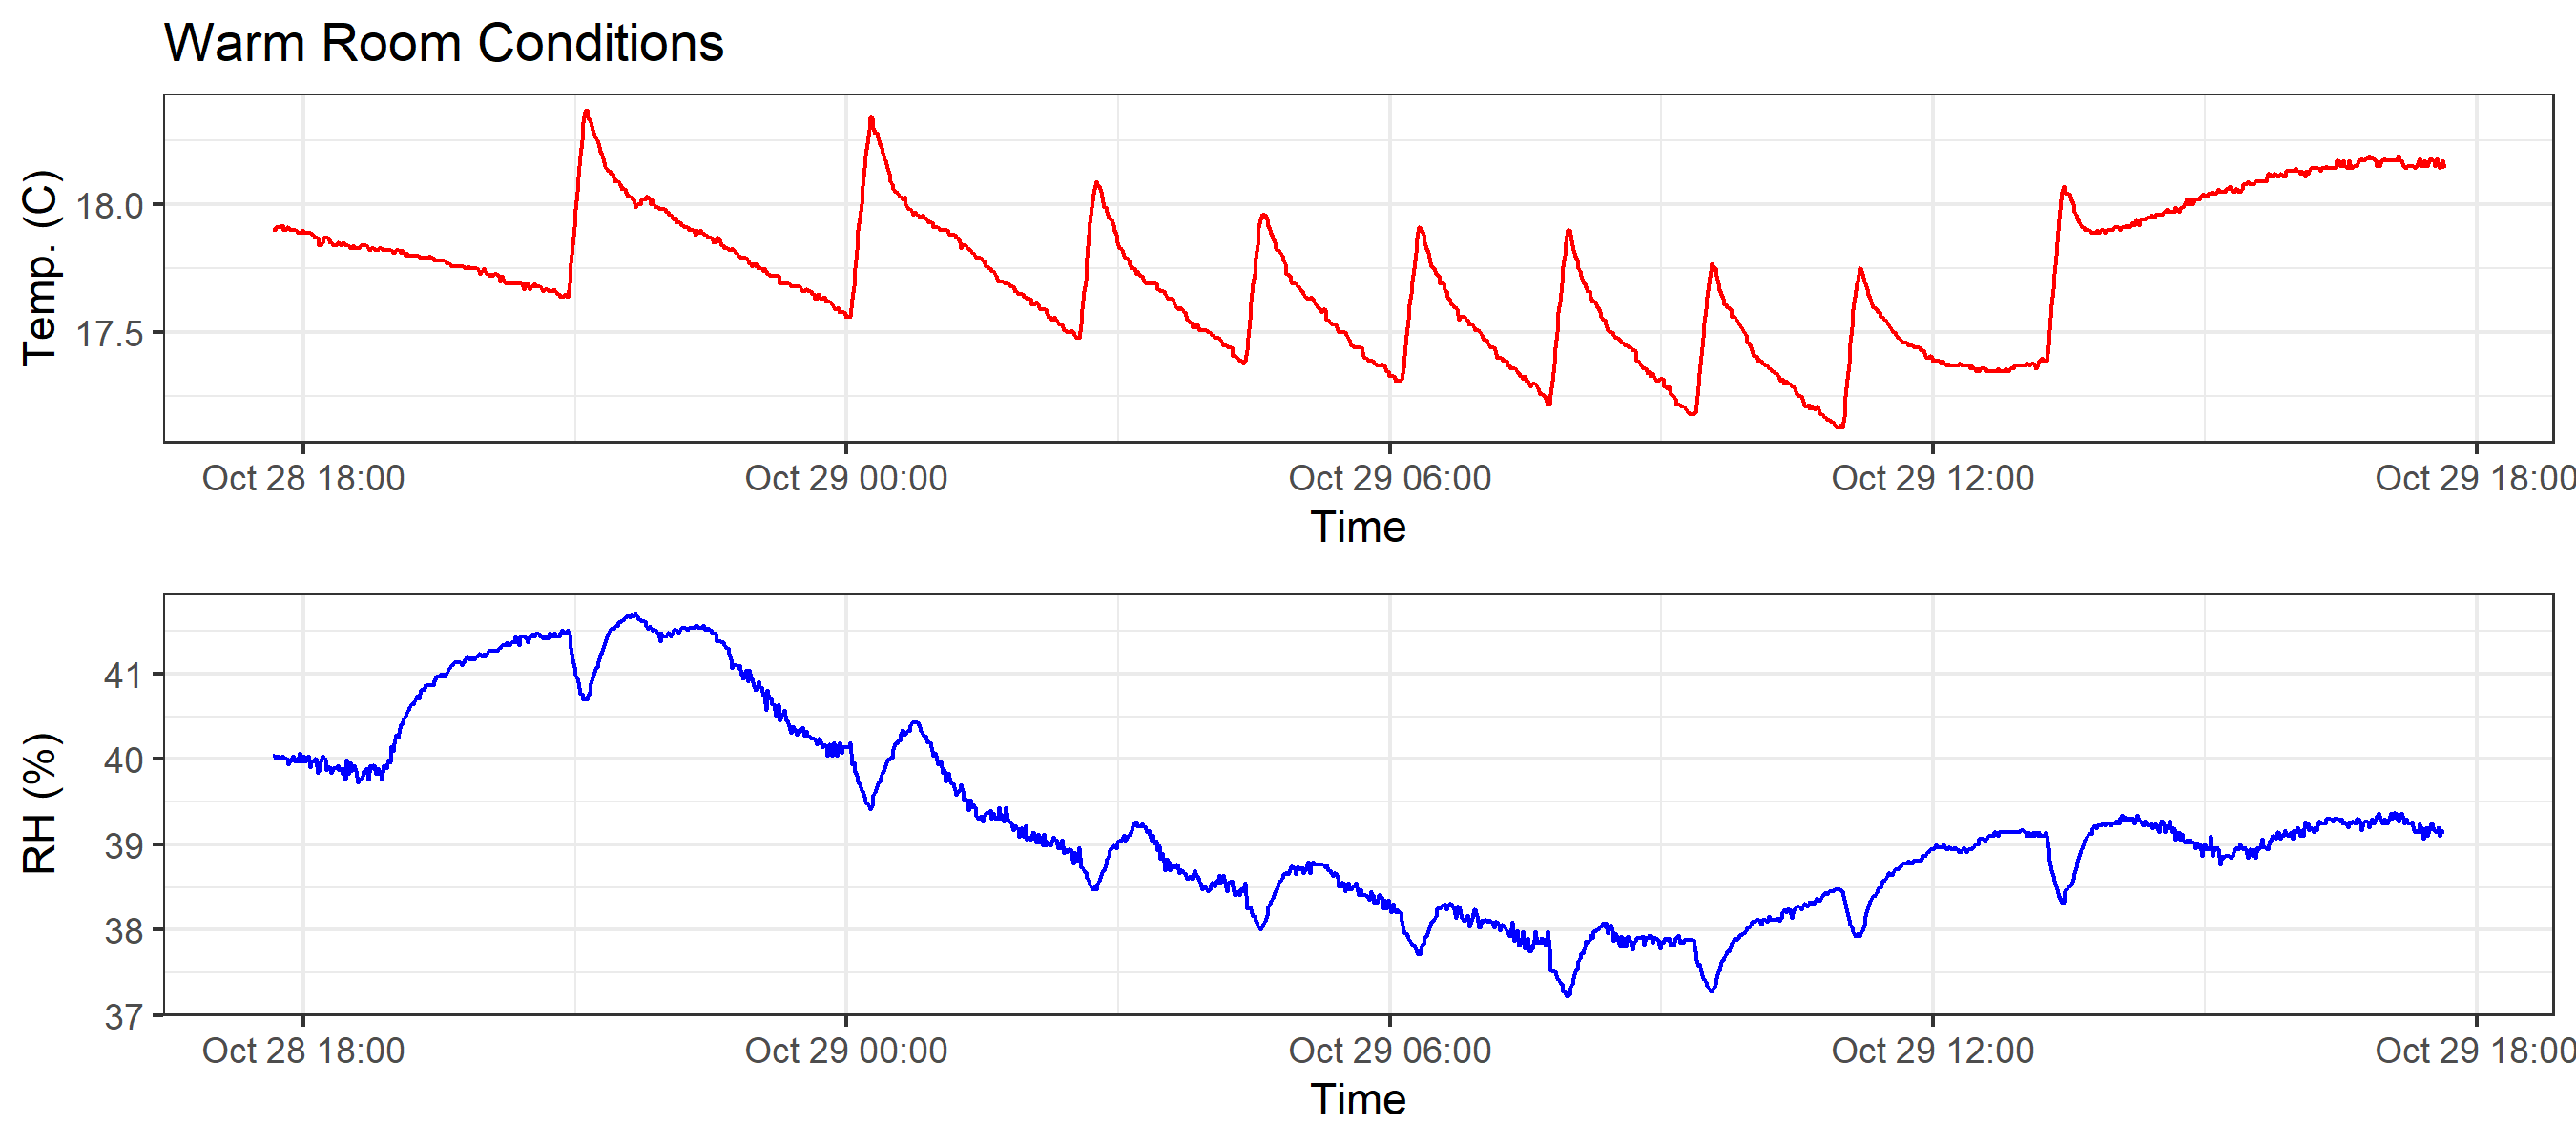 Warm Room Conditions
Temp. (C)
18.0
17.5
Oct 28 18:00 Oct 29 00:00 Oct 29 06:00 Oct 29 12:00 Oct 29 18:00
Time
RH (%)
41
40
39
38
37
Oct 28 18:00 Oct 29 00:00 Oct 29 06:00 Oct 29 12:00 Oct 29 18:00
Time